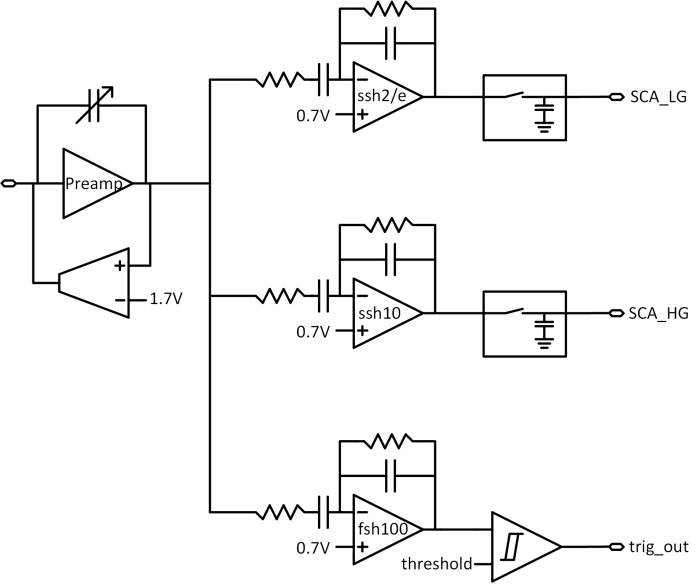 ssh2/e
0.7V
SCA_LG
Preamp
1.7V
ssh10
0.7V
SCA_HG
fsh100
0.7V
threshold
trig_out